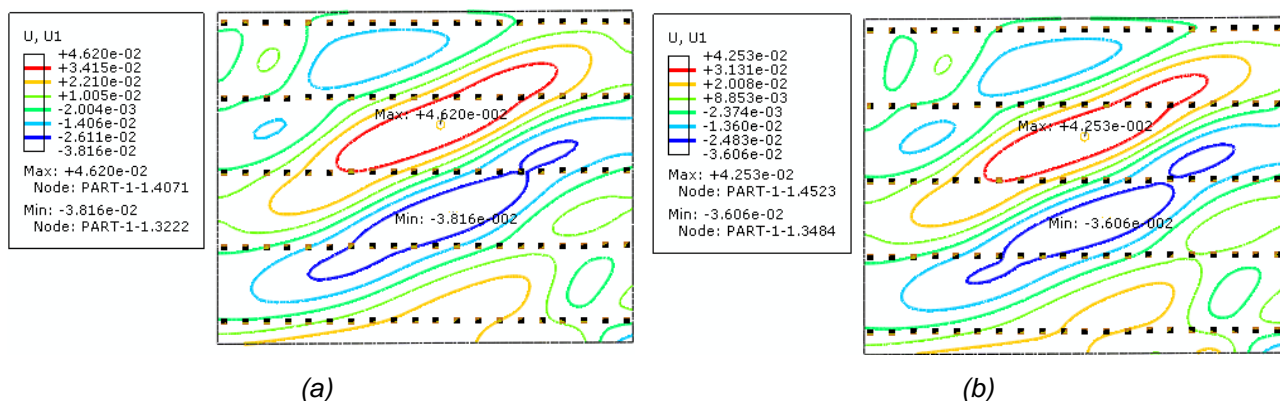 U, U1
+4.620e-02
+3.415e-02
+2.210e-02
+1.005e-02
-2.004e-03
-1.406e-02
-2.611e-02
-3.816e-02
Max: +4.620e-02
Node: PART-1-1.4071
Min: -3.816e-02
Node: PART-1-1.3222
Max: +4.620e-002
Min: -3.816e-002
(a)
U, U1
+4.253e-02
+3.131e-02
+2.008e-02
+8.853e-03
-2.374e-03
-1.360e-02
-2.483e-02
-3.606e-02
Max: +4.253e-02
Node: PART-1-1.4523
Min: -3.606e-02
Node: PART-1-1.3484
Max: +4.253e-002
Min: -3.606e-002
(b)